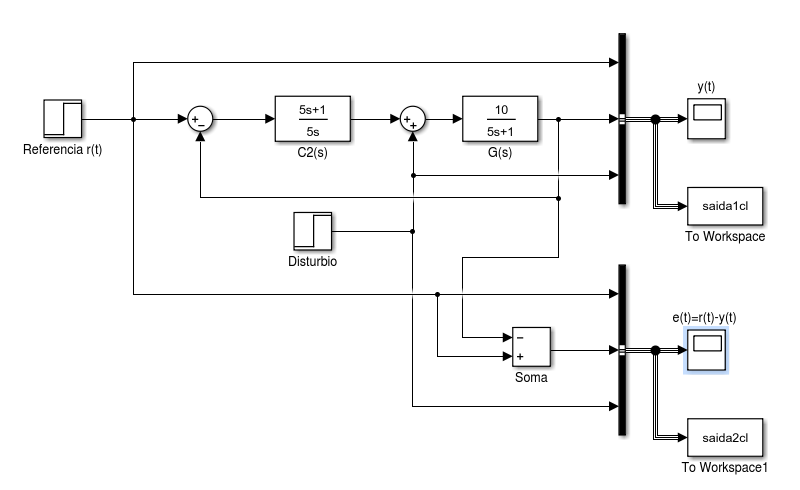 y(t)
5s+1
5s
10
5s+1
+
−
+
+
Referencia r(t)
C2(s)
G(s)
saida1cl
To Workspace
Disturbio
e(t)=r(t)-y(t)
−
+
Soma
saida2cl
To Workspace1